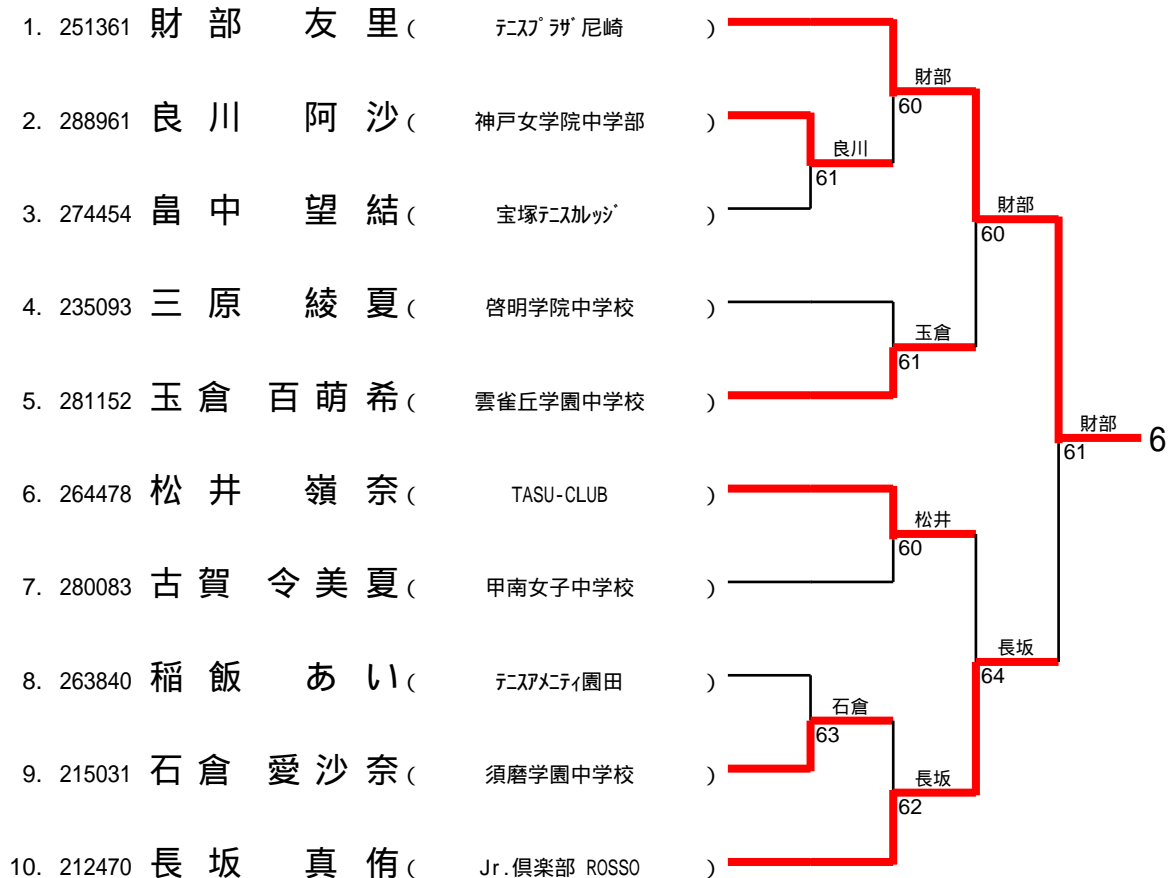 1. 251361 財部 友里 ( テニスプラザ尼崎 )
財部
60
2. 288961 良川 阿沙 ( 神戸女学院中学部 )
良川
61
3. 274454 畠中 望結 ( 宝塚テニスカレッジ )
財部
60
4. 235093 三原 綾夏 ( 啓明学院中学校 )
玉倉
61
5. 281152 玉倉 百萌希 ( 雲雀丘学園中学校 )
財部
61
6
6. 264478 松井 嶺奈 ( TASU-CLUB )
松井
60
7. 280083 古賀 令美夏 ( 甲南女子中学校 )
長坂
64
8. 263840 稲飯 あい ( テニスアメニティ園田 )
石倉
63
9. 215031 石倉 愛沙奈 ( 須磨学園中学校 )
長坂
62
10. 212470 長坂 真侑 ( Jr.倶楽部 ROSSO )